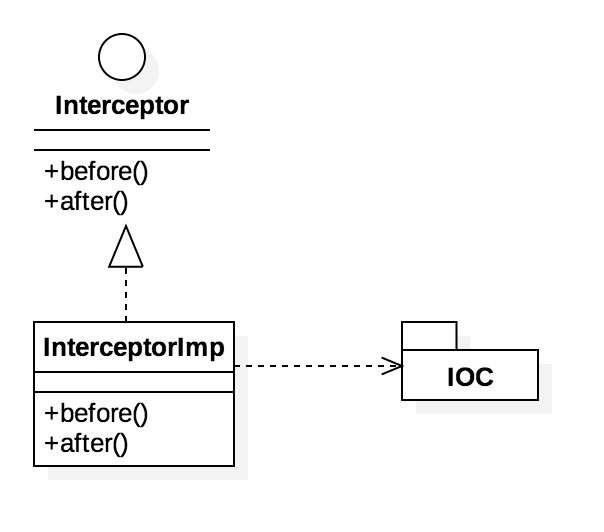 Interceptor
+before()
+after()
InterceptorImp
IOC
+before()
+after()